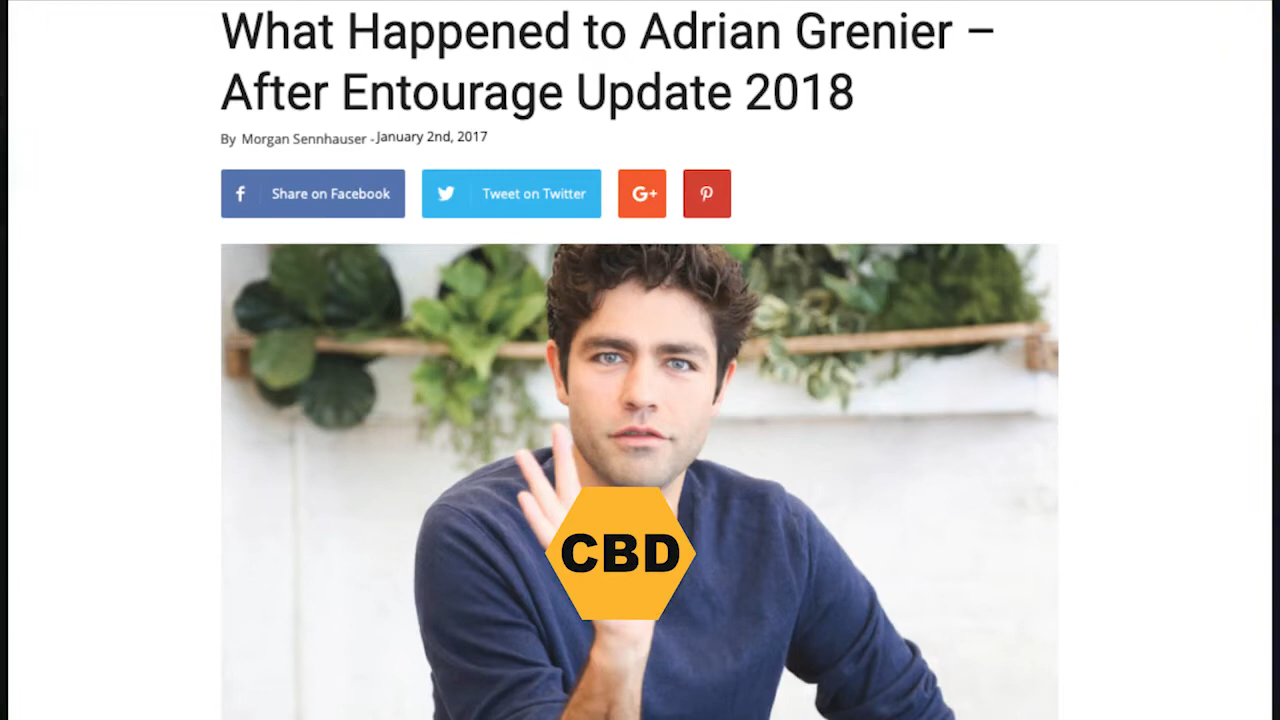 What Happened to Adrian Grenier –
After Entourage Update 2018
By Morgan Sennhauser - January 2nd, 2017
Share on Facebook
Tweet on Twitter
G+
CBD